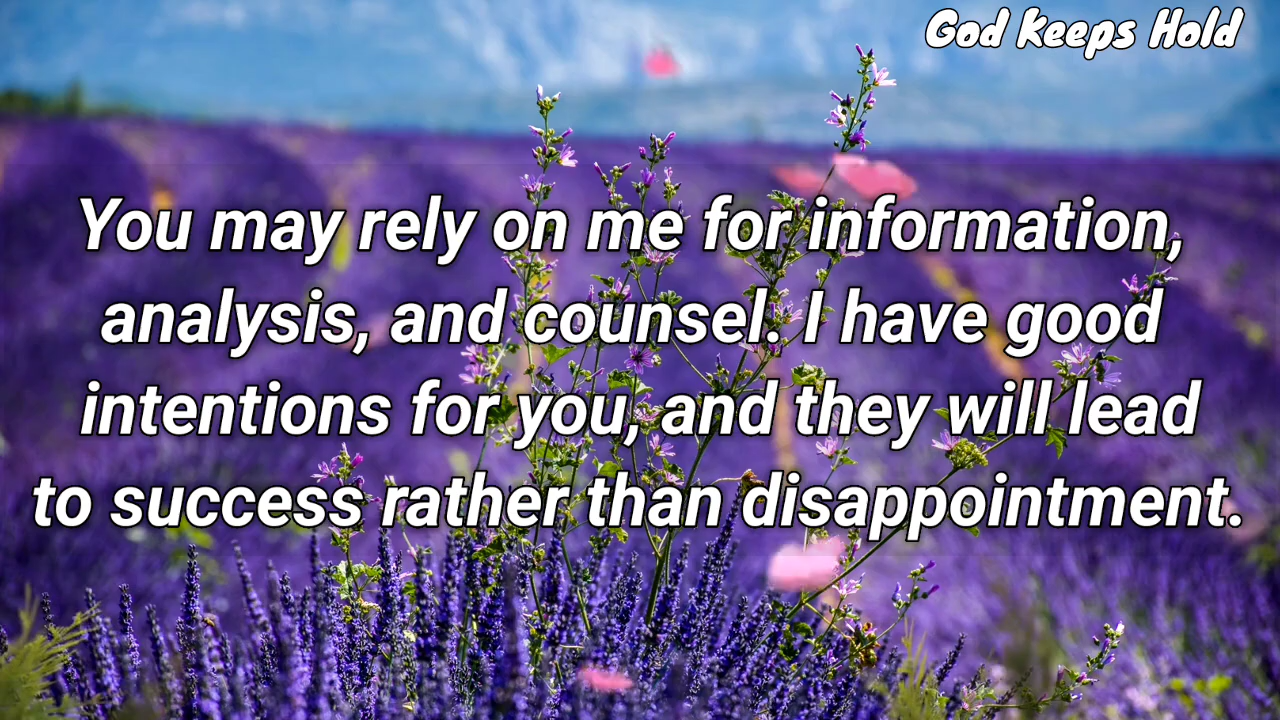 God Keeps Hold
You may rely on me for information,
analysis, and counsel. I have good
intentions for you, and they will lead
to success rather than disappointment.